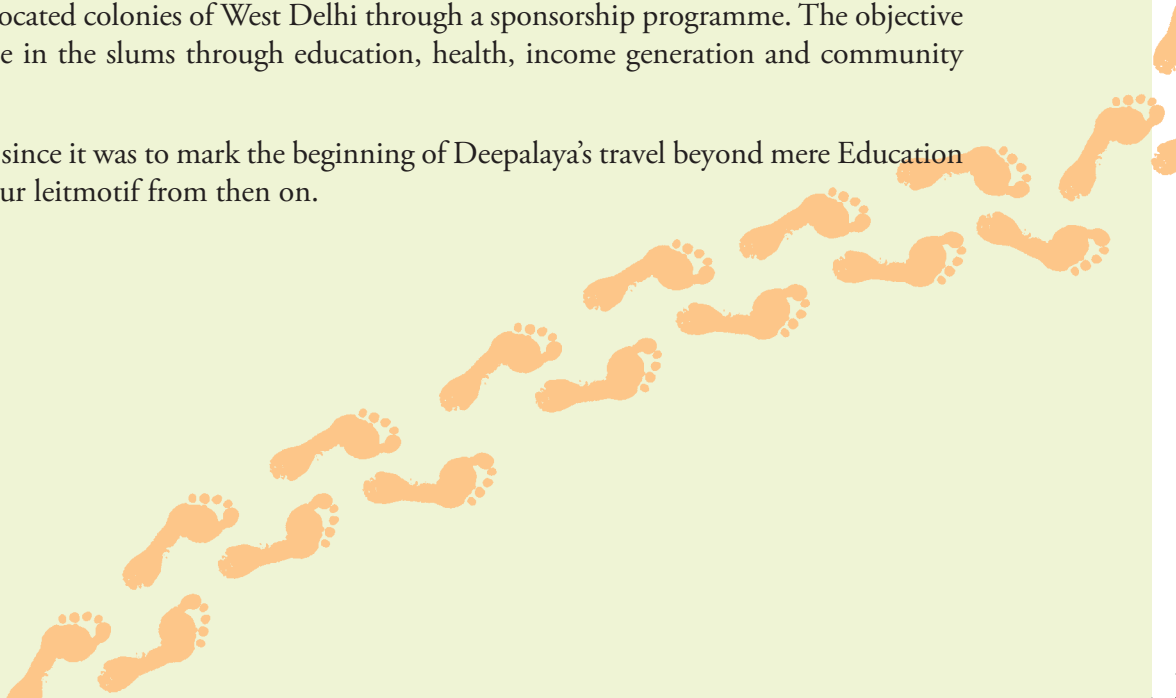 ocated colonies of West Delhi through a sponsorship programme. The objective
e in the slums through education, health, income generation and community
since it was to mark the beginning of Deepalaya’s travel beyond mere Education
ur leitmotif from then on.